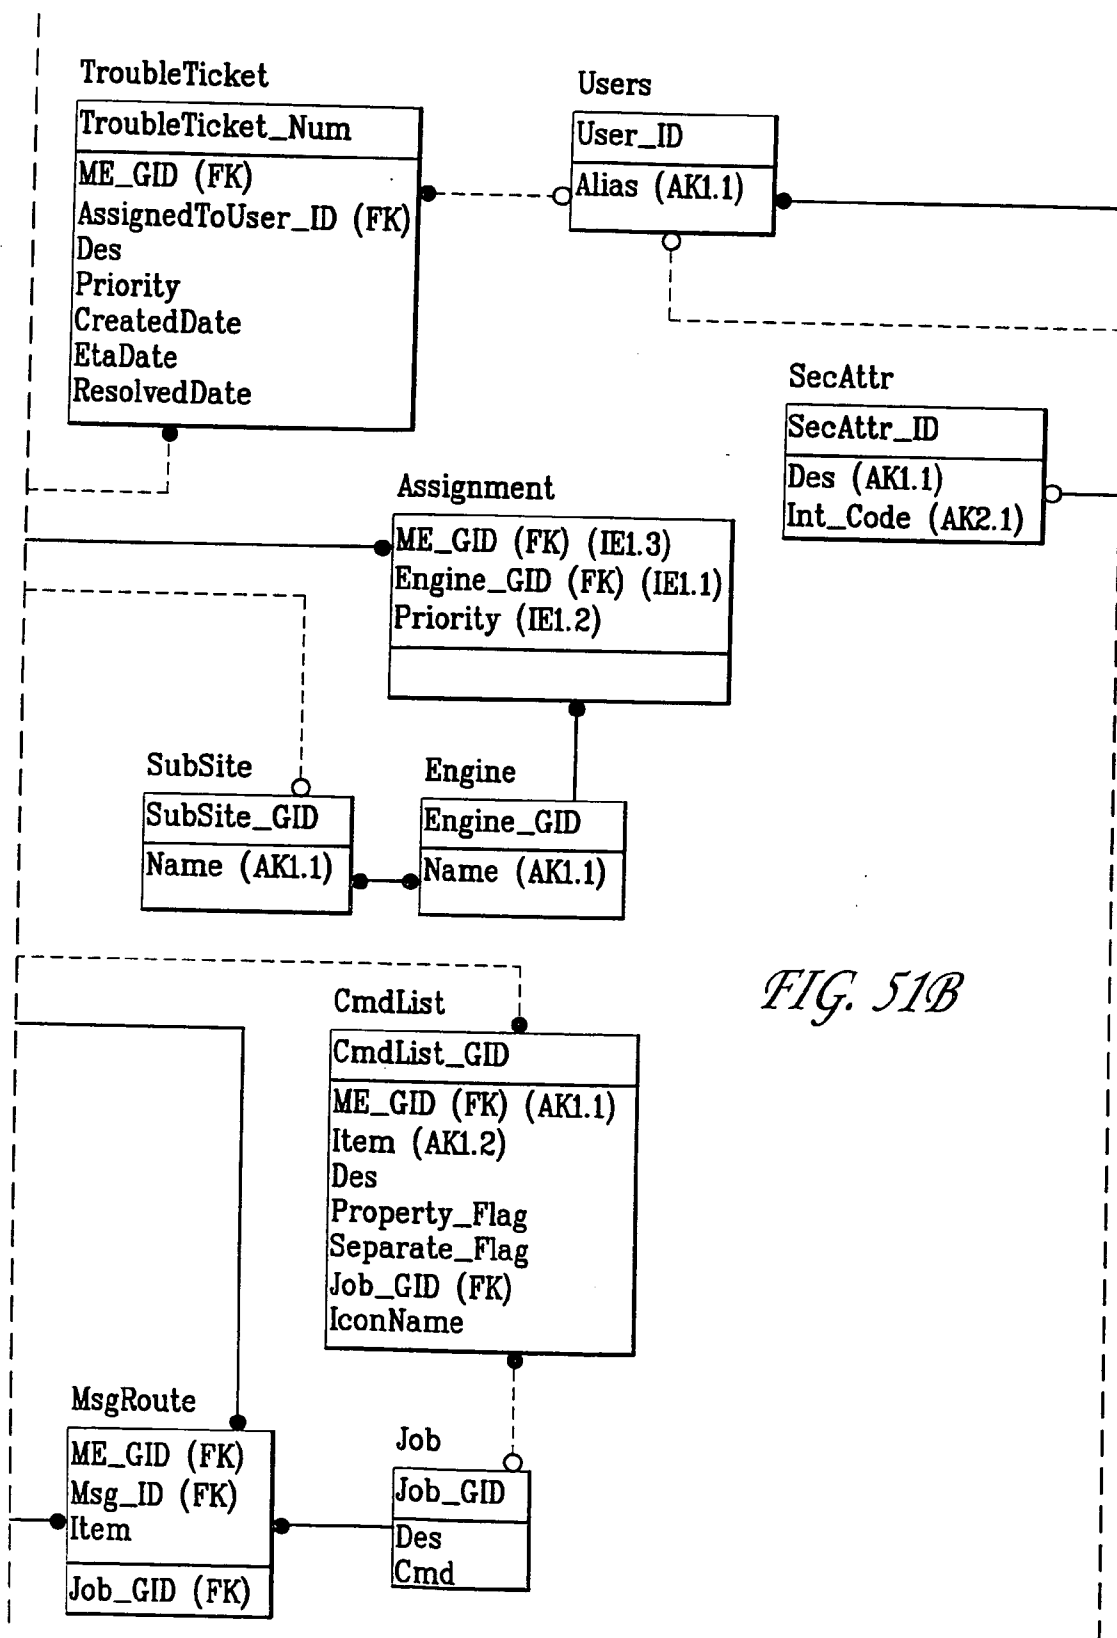 TroubleTicket
TroubleTicket_Num
ME_GID (FK)
AssignedToUser_ID (FK)
Des
Priority
CreatedDate
EtaDate
ResolvedDate
Users
User_ID
Alias (AK1.1)
SecAttr
SecAttr_ID
Des (AK1.1)
Int_Code (AK2.1)
Assignment
ME_GID (FK) (IE1.3)
Engine_GID (FK) (IE1.1)
Priority (IE1.2)
SubSite
SubSite_GID
Name (AK1.1)
Engine
Engine_GID
Name (AK1.1)
FIG. 51B
CmdList
CmdList_GID
ME_GID (FK) (AK1.1)
Item (AK1.2)
Des
Property_Flag
Separate_Flag
Job_GID (FK)
IconName
MsgRoute
ME_GID (FK)
Msg_ID (FK)
Item
Job_GID (FK)
Job
Job_GID
Des
Cmd